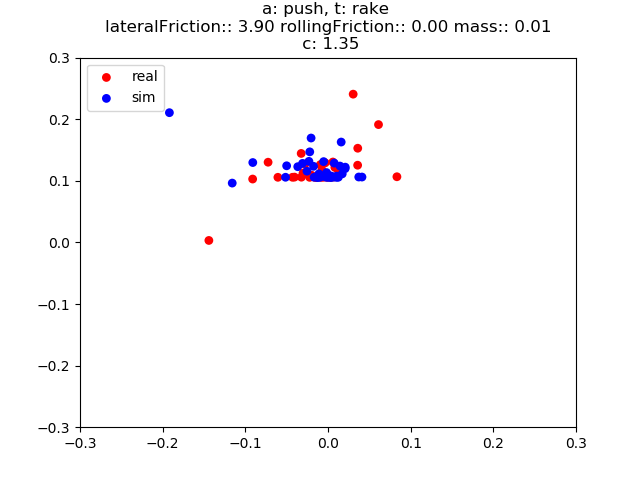 a: push, t: rake
lateralFriction:: 3.90 rollingFriction:: 0.00 mass:: 0.01
c: 1.35
0.3
real
sim
0.2
0.1
0.0
−0.1
−0.2
−0.3
−0.3
−0.2
−0.1
0.0
0.1
0.2
0.3